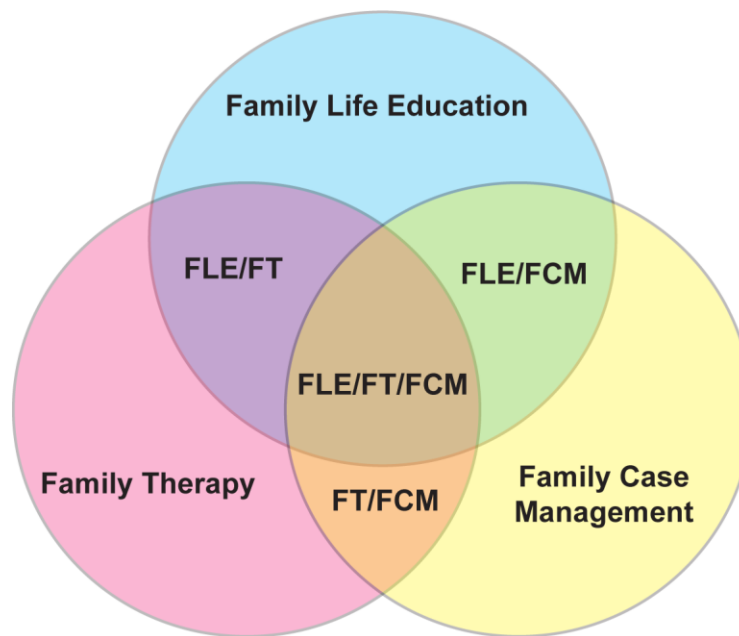 Family Life Education
FLE/FT
FLE/FCM
FLE/FT/FCM
Family Therapy
FT/FCM
Family Case
Management